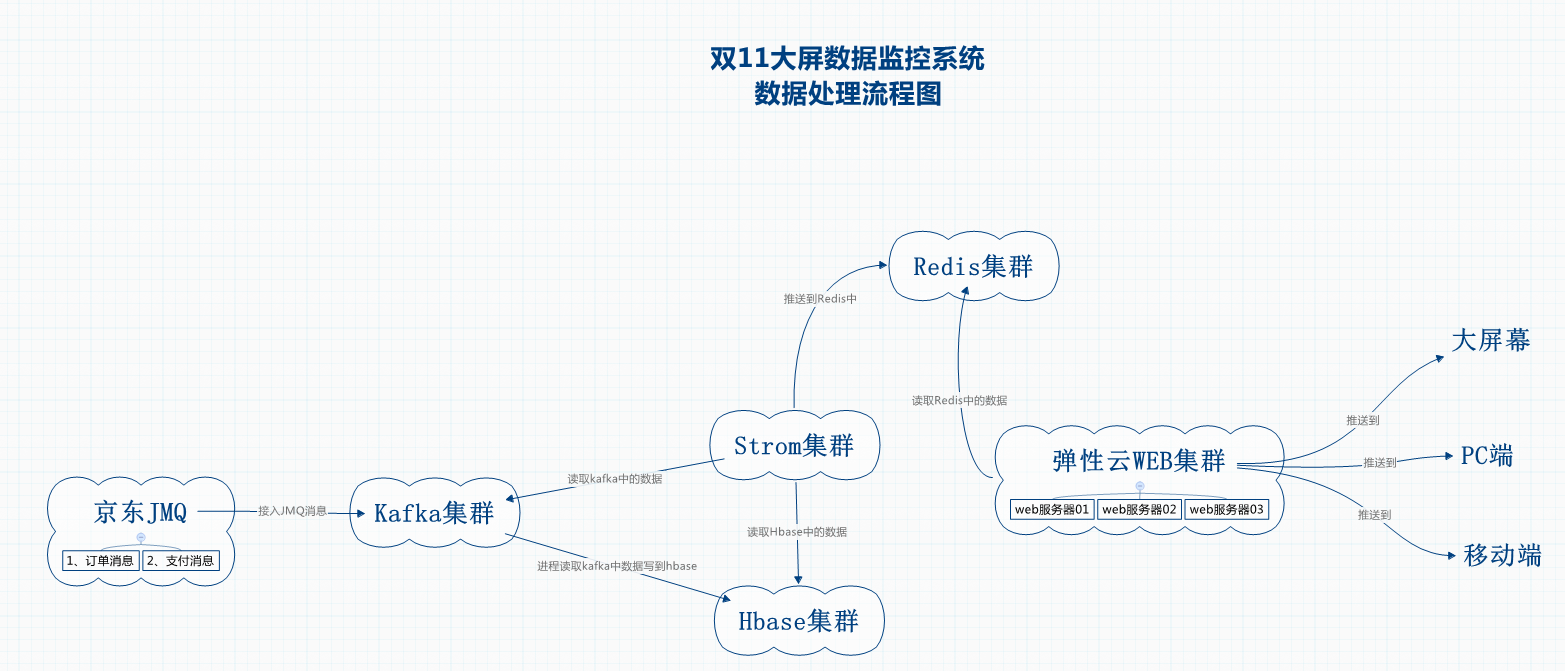 双11大屏数据监控系统
数据处理流程图
Redis集群
推送到Redis中
大屏幕
读取Redis中的数据
推送到
Strom集群
弹性云WEB集群
PC端
推送到
读取kafka中的数据
京东JMQ
接入JMQ消息
Kafka集群
web服务器01
web服务器02
web服务器03
推送到
读取Hbase中的数据
移动端
1、订单消息
2、支付消息
进程读取kafka中数据写到hbase
Hbase集群